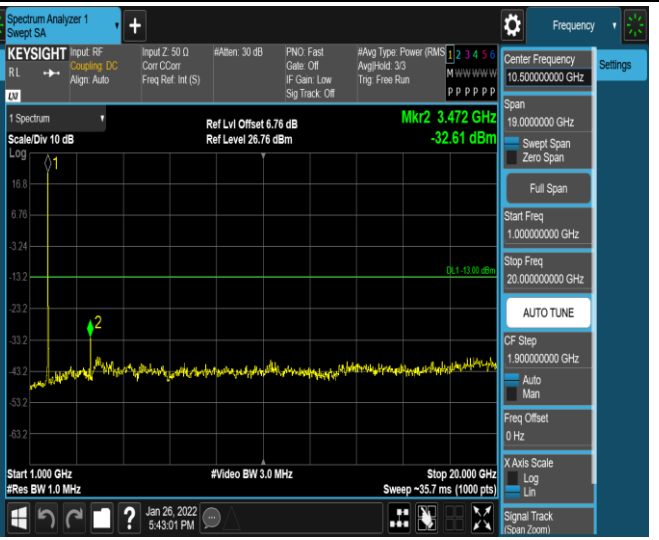 Spectrum Analyzer 1
Swept SA
+
Frequency
KEYSIGHT
RL
Input: RF
Coupling: DC
Align: Auto
Input Z: 50 Ω
Corr CCorr
Freq Ref: Int (S)
#Atten: 30 dB
PNO: Fast
Gate: Off
IF Gain: Low
Sig Track: Off
#Avg Type: Power (RMS
Avg|Hold: 3/3
Trig: Free Run
1 2 3 4 5 6
M W W W W W
P P P P P P
LXI
1 Spectrum
Scale/Div 10 dB
Ref Lvl Offset 6.76 dB
Ref Level 26.76 dBm
Mkr2 3.472 GHz
-32.61 dBm
Log
1
16.8
6.76
-3.24
-13.2
DL1 -13.00 dBm
-23.2
2
-33.2
-43.2
-53.2
-63.2
Start 1.000 GHz
#Res BW 1.0 MHz
#Video BW 3.0 MHz
Stop 20.000 GHz
Sweep ~35.7 ms (1000 pts)
Jan 26, 2022
5:43:01 PM
?
Settings
Center Frequency
10.500000000 GHz
Span
19.0000000 GHz
Swept Span
Zero Span
Full Span
Start Freq
1.000000000 GHz
Stop Freq
20.000000000 GHz
AUTO TUNE
CF Step
1.900000000 GHz
Auto
Man
Freq Offset
0 Hz
X Axis Scale
Log
Lin
Signal Track
(Span Zoom)